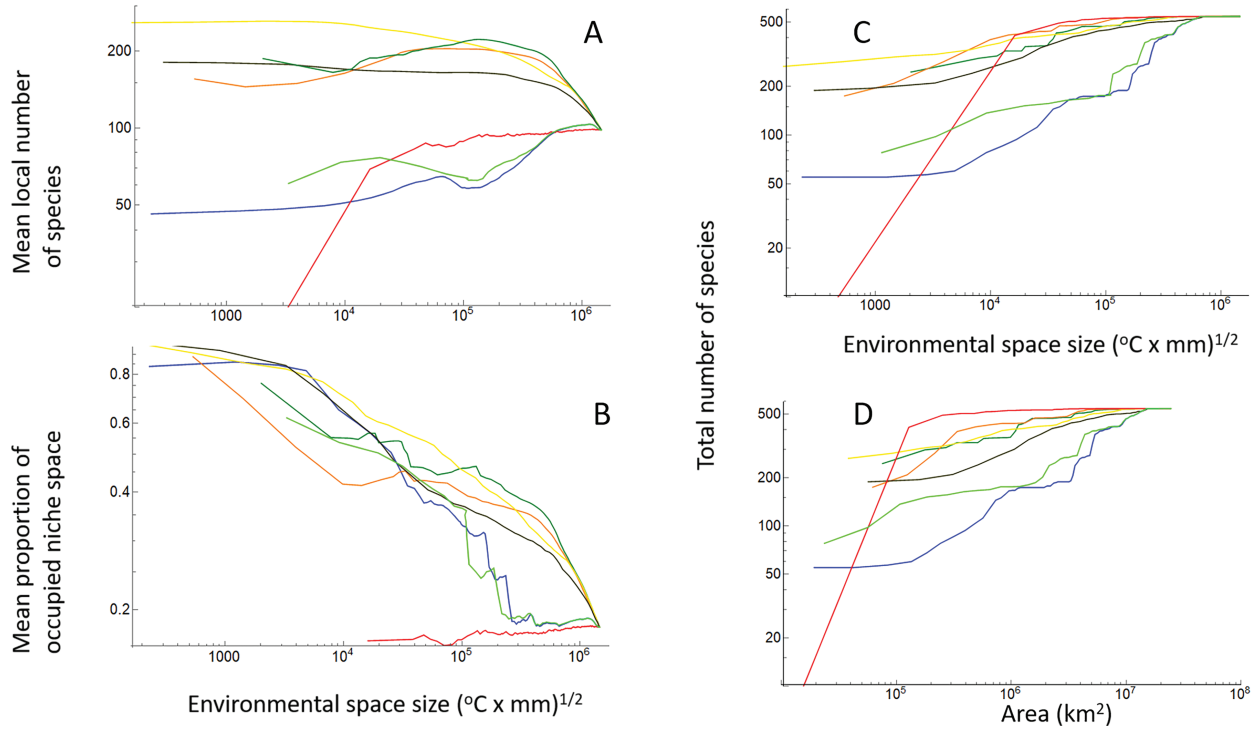 A
Mean local number
of species
200
100
50
1000
10⁴
10⁵
10⁶
B
Mean proportion of
occupied niche space
0.8
0.6
0.4
0.2
1000
10⁴
10⁵
10⁶
Environmental space size (ºC x mm)¹/²
C
Total number of species
500
200
100
50
20
1000
10⁴
10⁵
10⁶
Environmental space size (ºC x mm)¹/²
D
500
200
100
50
20
10⁵
10⁶
10⁷
10⁸
Area (km²)